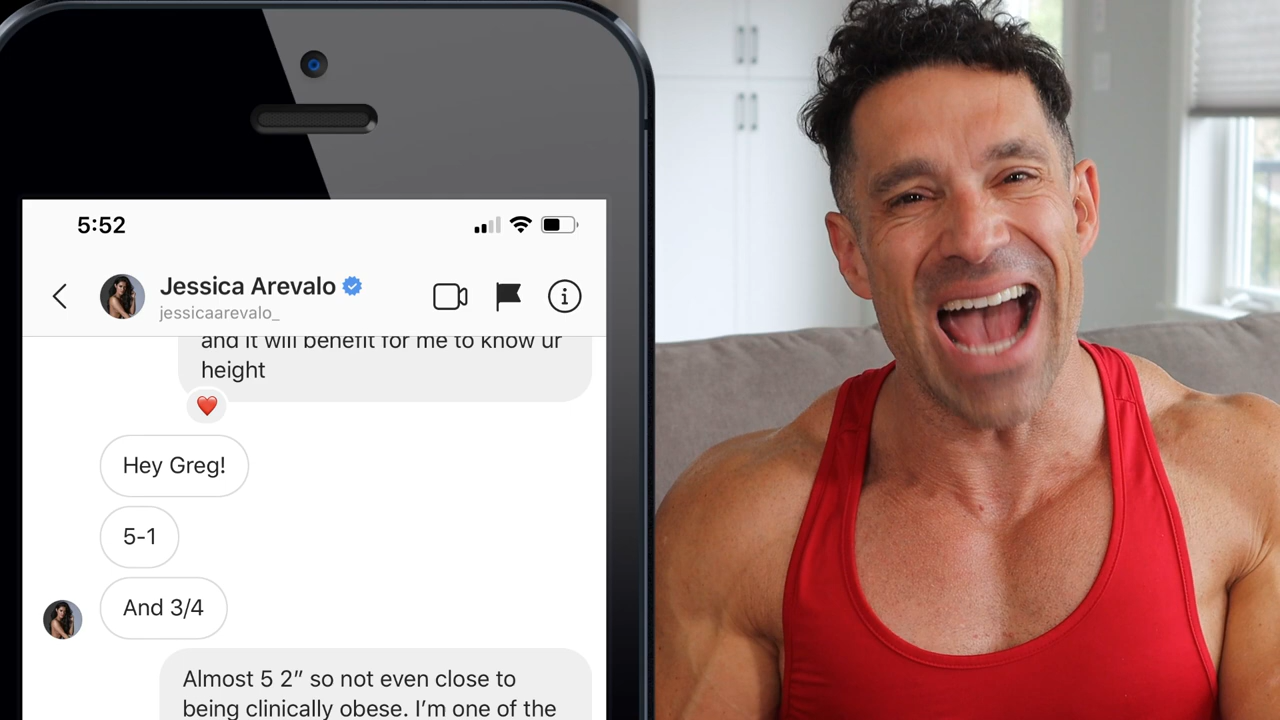 5:52
Jessica Arevalo
jessicaarevalo_
and it will benefit for me to know ur
height
Hey Greg!
5-1
And 3/4
Almost 5 2” so not even close to
being clinically obese. I’m one of the